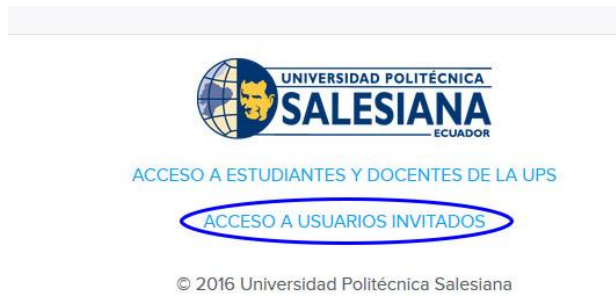 UNIVERSIDAD POLITÉCNICA
SALESIANA
ECUADOR
ACCESO A ESTUDIANTES Y DOCENTES DE LA UPS
ACCESO A USUARIOS INVITADOS
© 2016 Universidad Politécnica Salesiana